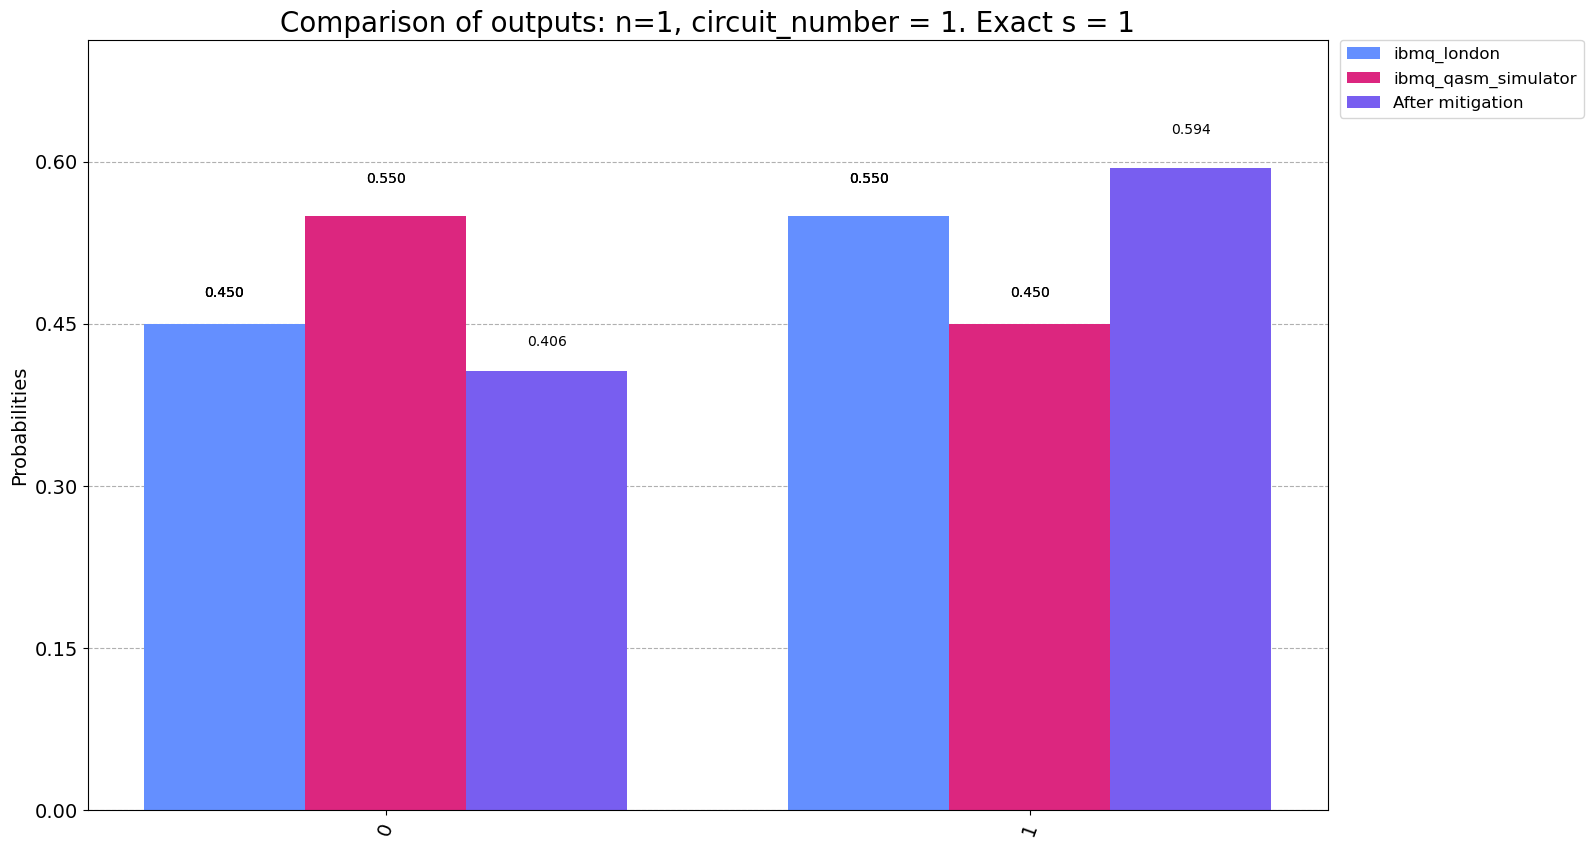 Comparison of outputs: n=1, circuit_number = 1. Exact s = 1
ibmq_london
ibmq_qasm_simulator
After mitigation
0.594
0.60
0.550
0.550
0.450
0.450
0.45
0.406
Probabilities
0.30
0.15
0.00
0
1